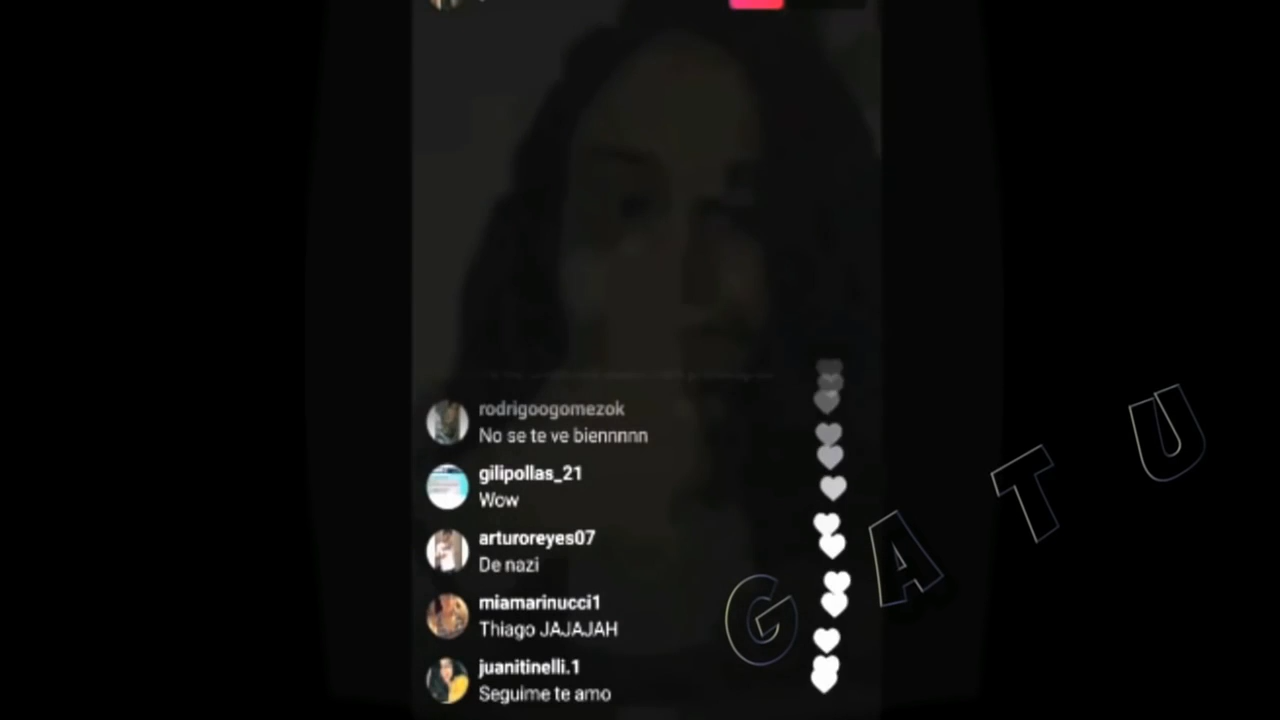 rodrigoogomezok
No se te ve biennnnn
gilipollas_21
Wow
arturoreyes07
De nazi
miamarinucci1
Thiago JAJAJAH
juanitinelli.1
Seguime te amo
G A T U